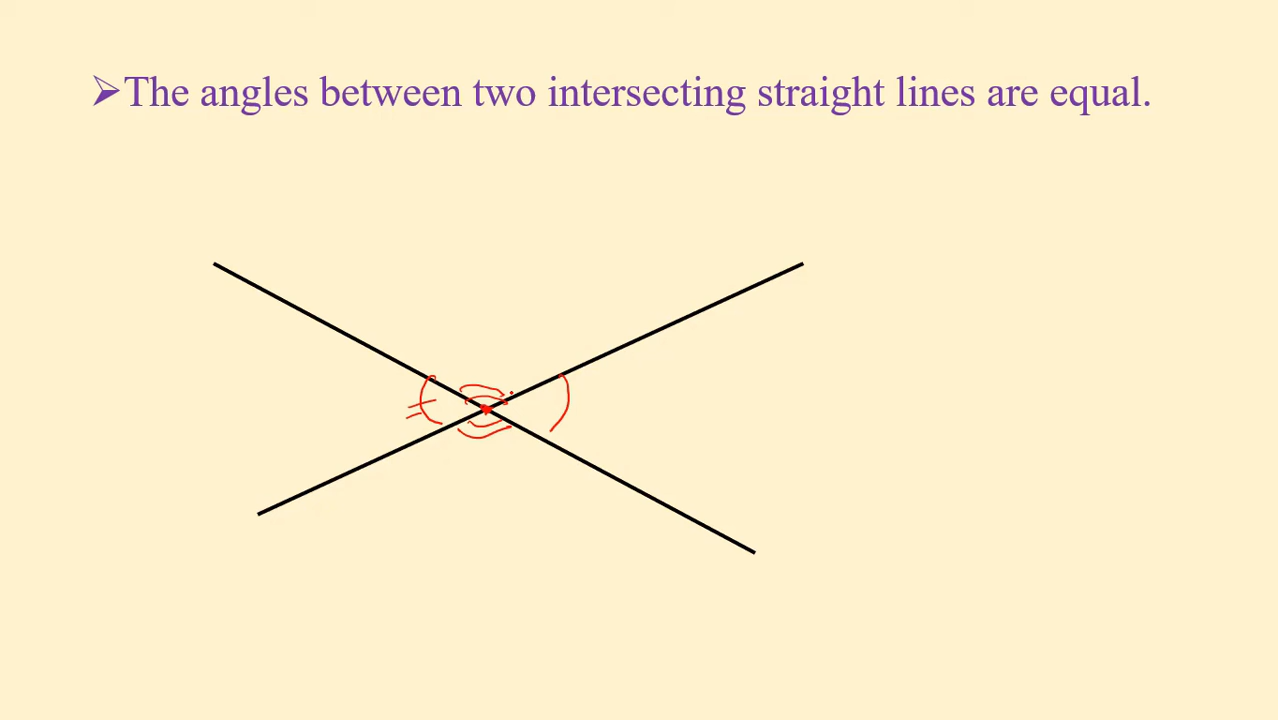 ➢The angles between two intersecting straight lines are equal.